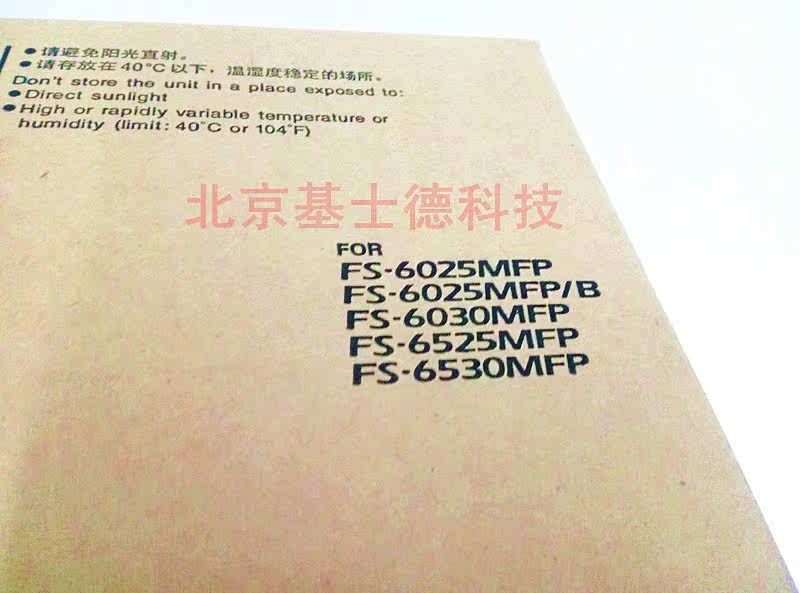 ●请避免阳光直射。
●请存放在40°C以下，温湿度稳定的场所。
Don't store the unit in a place exposed to:
●Direct sunlight
●High or rapidly variable temperature or
humidity (limit: 40°C or 104°F)
北京基士德科技
FOR
FS-6025MFP
FS-6025MFP/B
FS-6030MFP
FS-6525MFP
FS-6530MFP